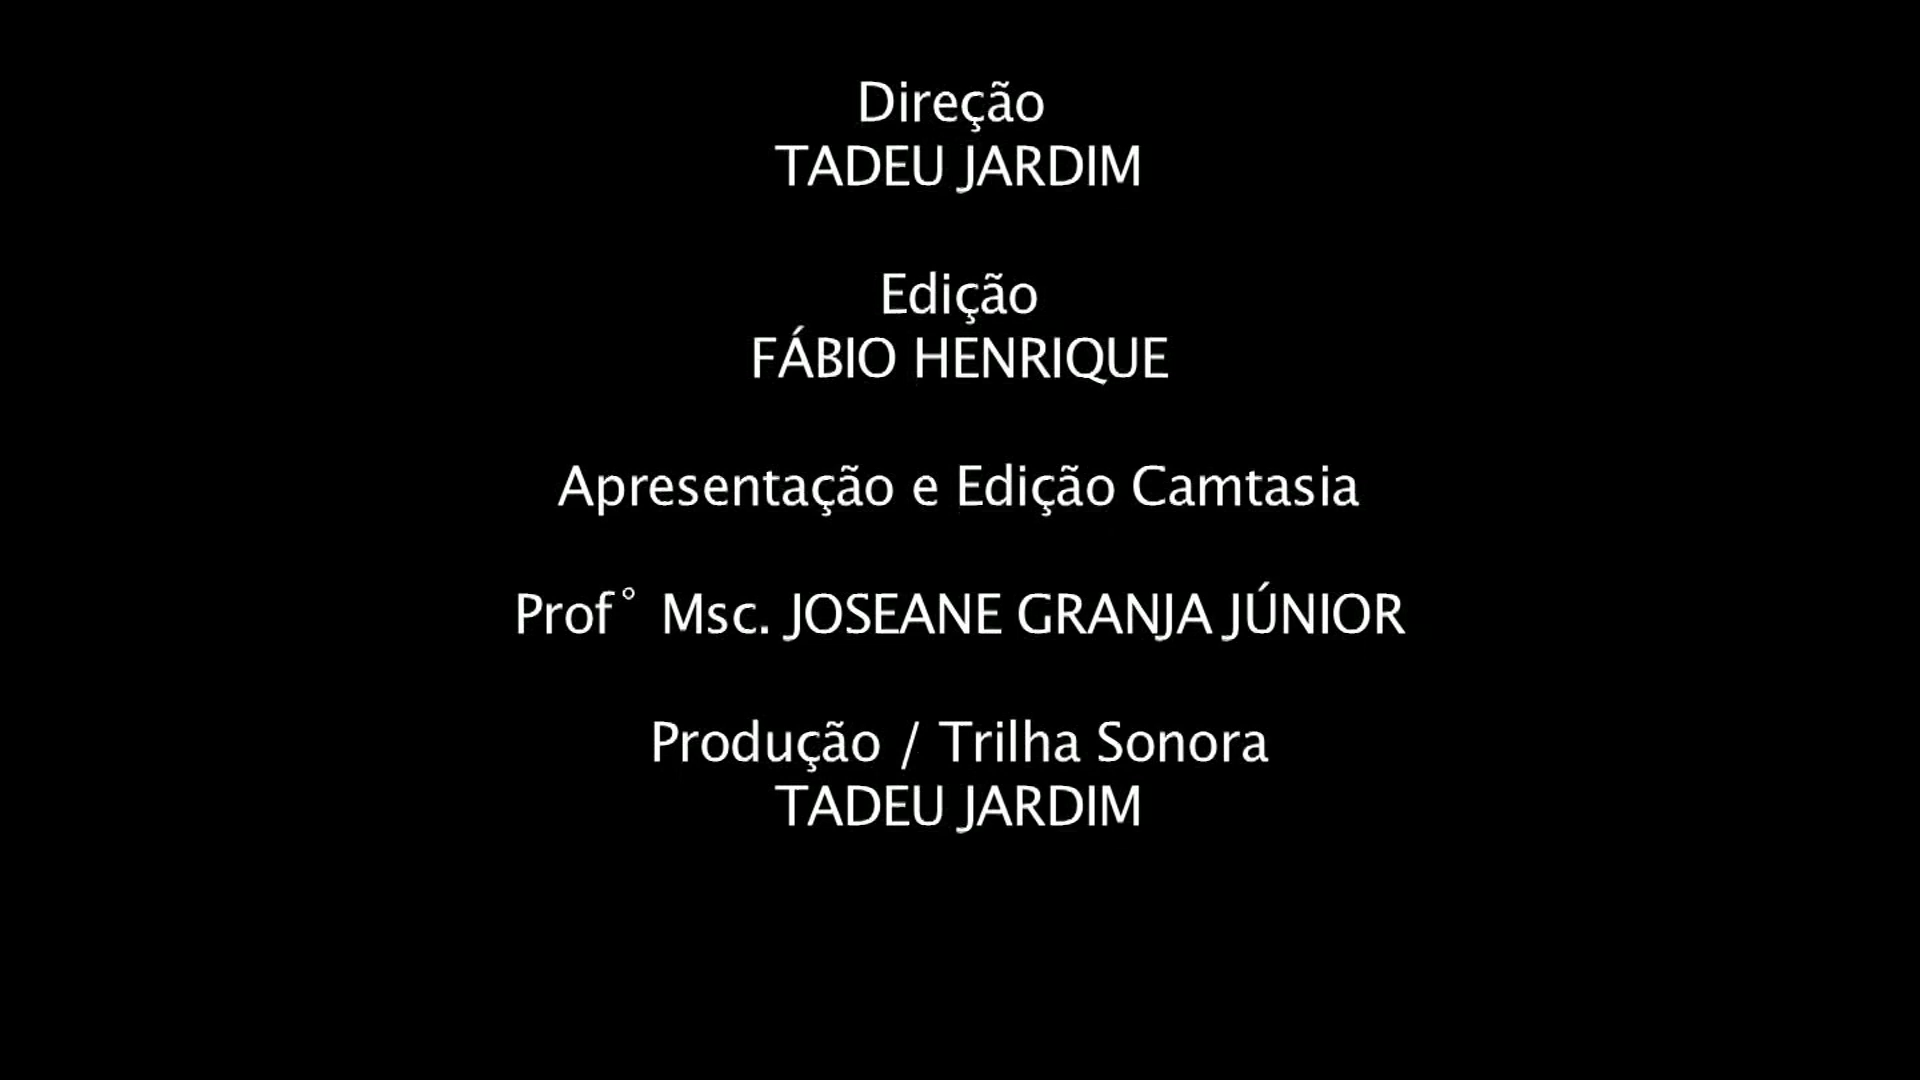 Direção
TADEU JARDIM
Edição
FÁBIO HENRIQUE
Apresentação e Edição Camtasia
Prof° Msc. JOSEANE GRANJA JÚNIOR
Produção / Trilha Sonora
TADEU JARDIM